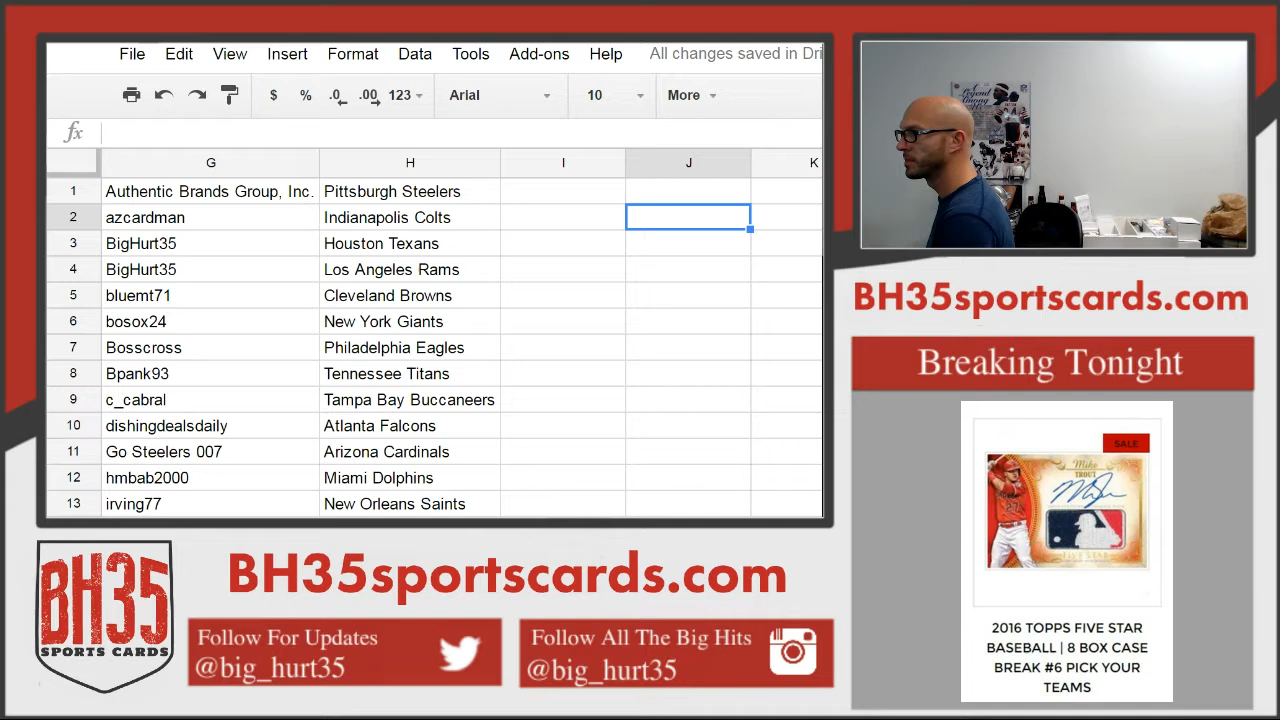 File Edit View Insert Format Data Tools Add-ons Help All changes saved in Dri
$ % .0 .00 123 Arial 10 More
fx
G H I J K
1 Authentic Brands Group, Inc. Pittsburgh Steelers
2 azcardman Indianapolis Colts
3 BigHurt35 Houston Texans
4 BigHurt35 Los Angeles Rams
5 bluemt71 Cleveland Browns
6 bosox24 New York Giants
7 Bosscross Philadelphia Eagles
8 Bpank93 Tennessee Titans
9 c_cabral Tampa Bay Buccaneers
10 dishingdealsdaily Atlanta Falcons
11 Go Steelers 007 Arizona Cardinals
12 hmbab2000 Miami Dolphins
13 irving77 New Orleans Saints
Legend
BH35sportscards.com
Breaking Tonight
SALE
Mike
TROUT
FIVE STAR
2016 TOPPS FIVE STAR
BASEBALL | 8 BOX CASE
BREAK #6 PICK YOUR
TEAMS
BH35
SPORTS CARDS
BH35sportscards.com
Follow For Updates
@big_hurt35
Follow All The Big Hits
@big_hurt35